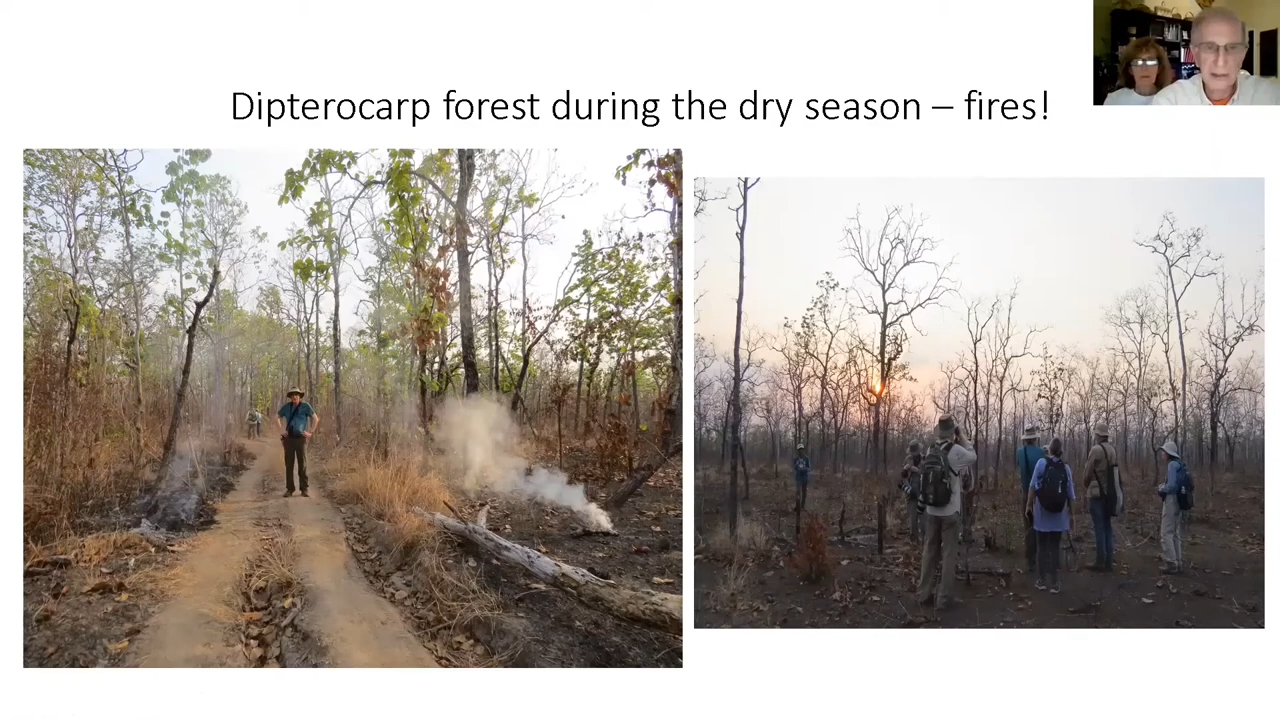 Dipterocarp forest during the dry season – fires!